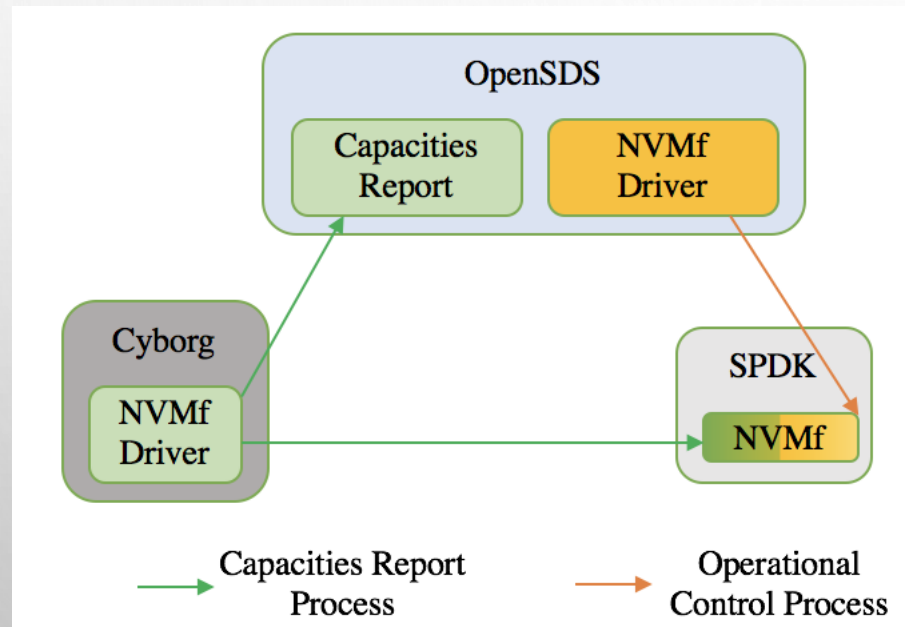 OpenSDS
Capacities
Report
NVMf
Driver
Cyborg
NVMf
Driver
SPDK
NVMf
Capacities Report
Process
Operational
Control Process